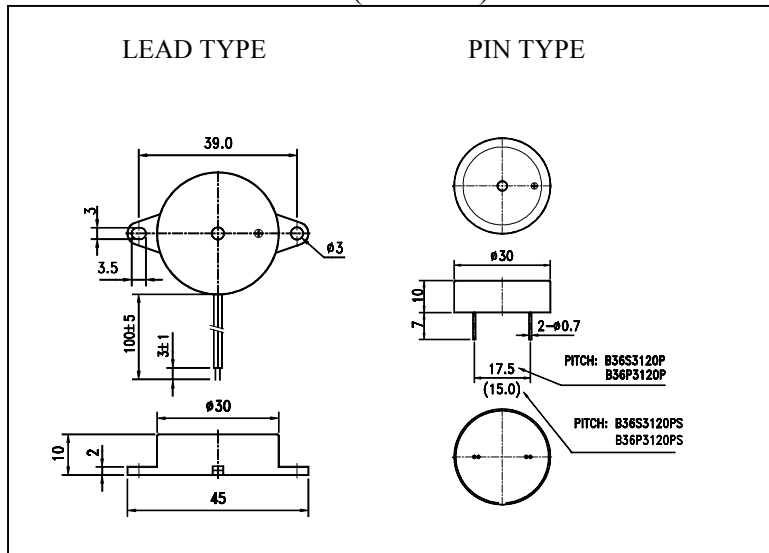 LEAD TYPE
PIN TYPE
39.0
3
3.5
ø3
100±5
3±1
ø30
10
2
45
ø30
10
7
2-ø0.7
17.5
(15.0)
PITCH: B36S3120P
B36P3120P
PITCH: B36S3120PS
B36P3120PS